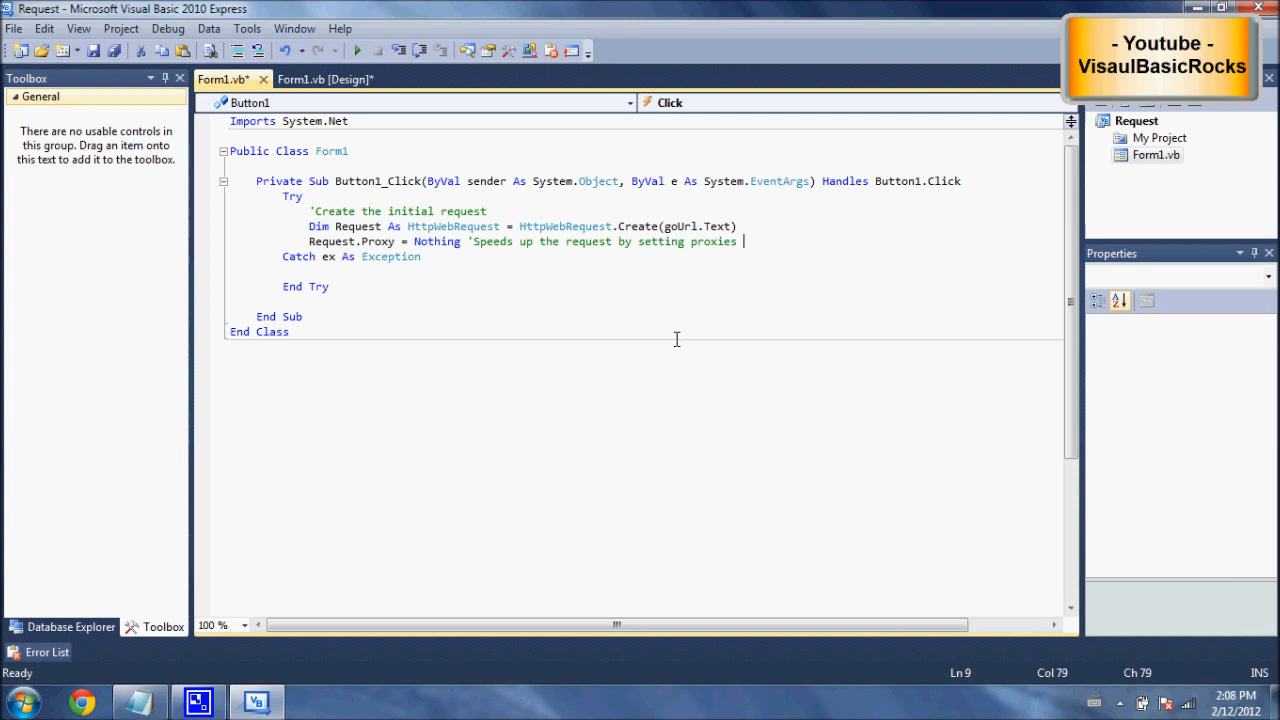 Request - Microsoft Visual Basic 2010 Express
File Edit View Project Debug Data Tools Window Help
- Youtube -
VisaulBasicRocks
Toolbox
General
There are no usable controls in
this group. Drag an item onto
this text to add it to the toolbox.
Form1.vb* Form1.vb [Design]*
Button1 Click
Imports System.Net
Public Class Form1
Private Sub Button1_Click(ByVal sender As System.Object, ByVal e As System.EventArgs) Handles Button1.Click
Try
'Create the initial request
Dim Request As HttpWebRequest = HttpWebRequest.Create(goUrl.Text)
Request.Proxy = Nothing 'Speeds up the request by setting proxies
Catch ex As Exception
End Try
End Sub
End Class
Request
My Project
Form1.vb
Properties
100 %
Database Explorer Toolbox
Error List
Ready Ln 9 Col 79 Ch 79 INS
2:08 PM
2/12/2012